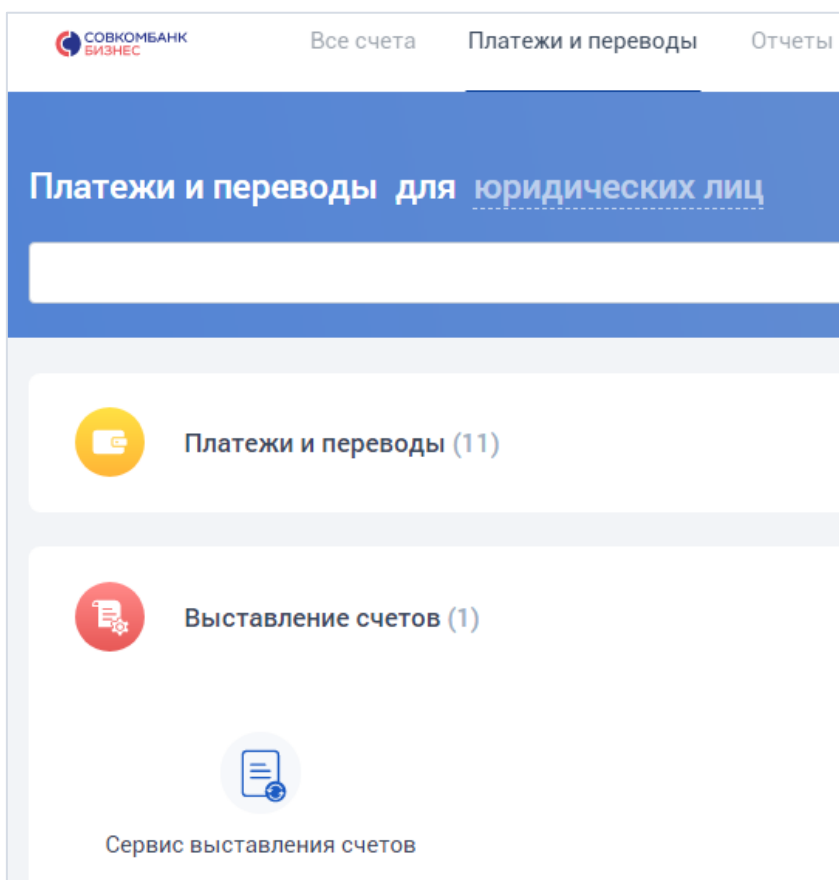 СОВКОМБАНК
БИЗНЕС
Все счета Платежи и переводы Отчеты
Платежи и переводы для юридических лиц
Платежи и переводы (11)
Выставление счетов (1)
Сервис выставления счетов